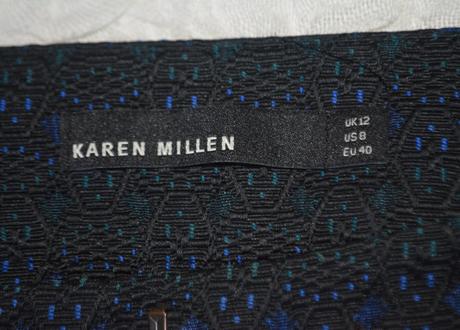 KAREN MILLEN
UK 12
US 8
EU 40